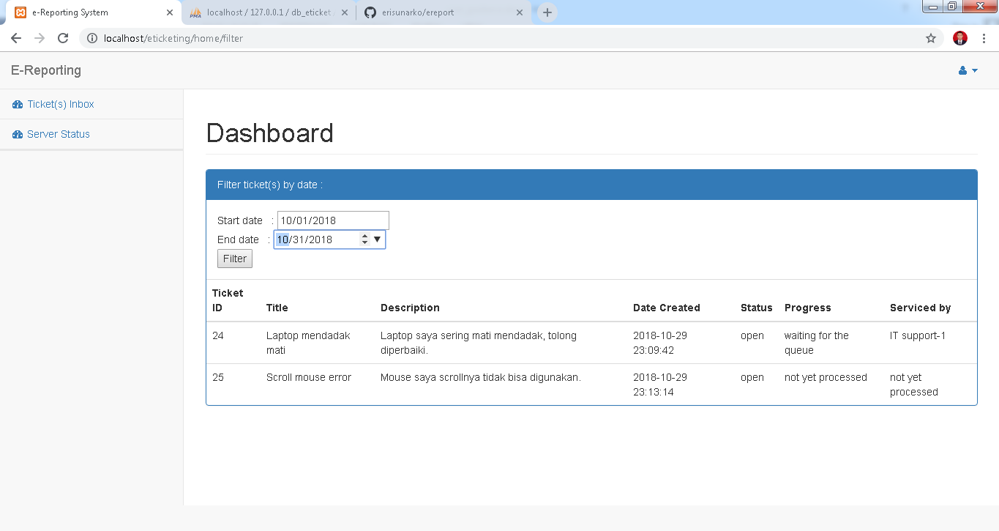 e-Reporting System
localhost / 127.0.0.1 / db_eticket
erisunarko/ereport
localhost/eticketing/home/filter
E-Reporting
Ticket(s) Inbox
Server Status
Dashboard
Filter ticket(s) by date :
Start date : 10/01/2018
End date : 10/31/2018
Filter
Ticket
ID Title Description Date Created Status Progress Serviced by
24 Laptop mendadak Laptop saya sering mati mendadak, tolong 2018-10-29 open waiting for the IT support-1
mati diperbaiki. 23:09:42 queue
25 Scroll mouse error Mouse saya scrollnya tidak bisa digunakan. 2018-10-29 open not yet processed not yet
23:13:14 processed